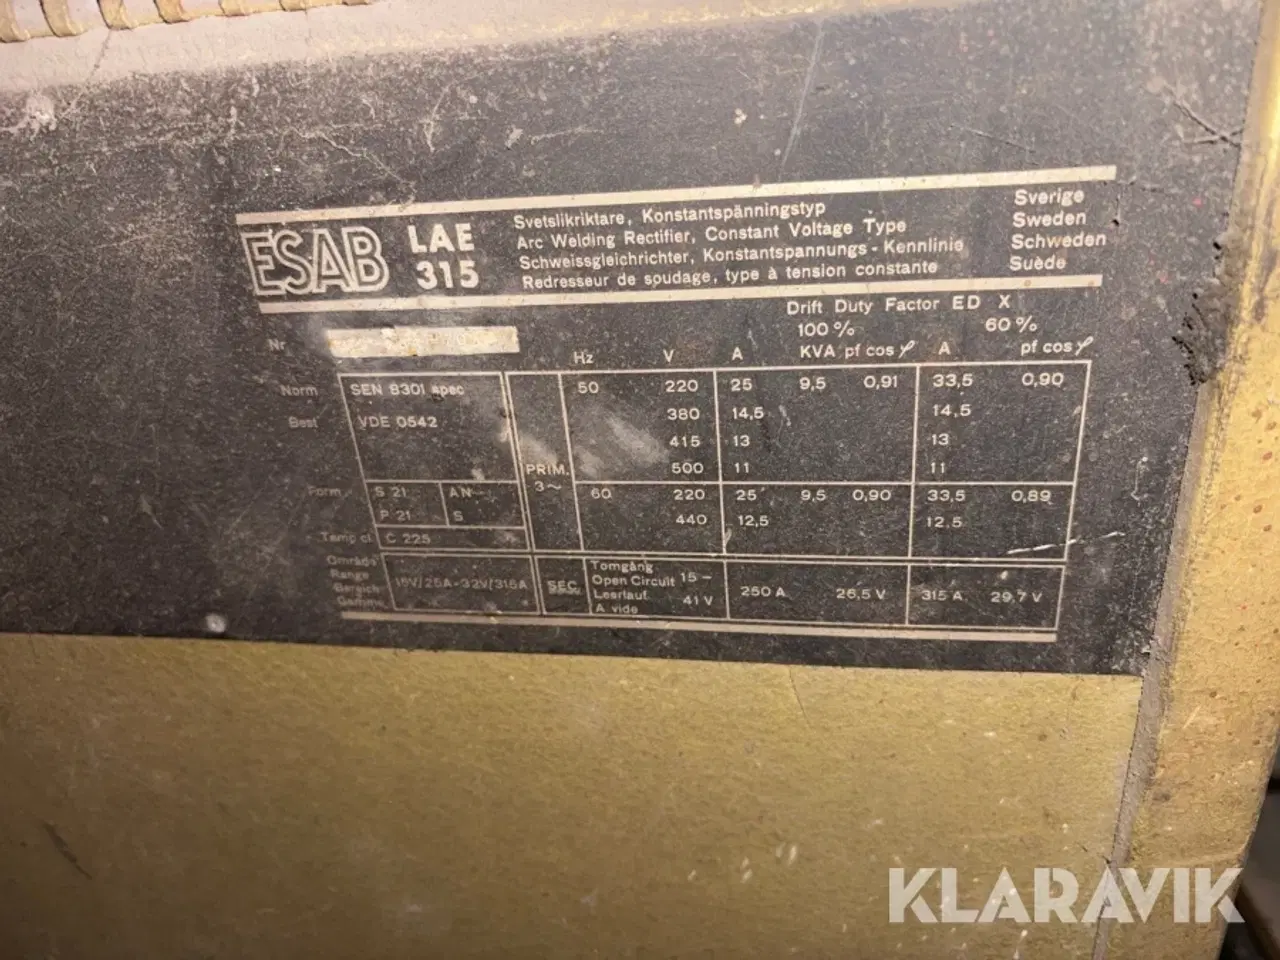 ESAB LAE 315
Svetslikriktare, Konstantspänningstyp
Arc Welding Rectifier, Constant Voltage Type
Schweissgleichrichter, Konstantspannungs-Kennlinie
Redresseur de soudage, type à tension constante
Sverige
Sweden
Schweden
Suède
Drift Duty Factor ED X
100 % 60 %
Nr
Hz V A KVA pf cos φ A pf cos φ
Norm SEN 8301 spec
Best VDE 0542
PRIM. 3~
50 220 25 9,5 0,91 33,5 0,90
380 14,5 14,5
415 13 13
500 11 11
60 220 25 9,5 0,90 33,5 0,89
440 12,5 12,5
Form S 21 AN
P 21 S
Temp cl C 225
Område
Range
Bereich
Gamme
/25A-32V/315A
SEC.
Tomgång
Open Circuit 15 –
Leerlauf 41 V
A vide
250 A 26,5 V 315 A 29,7 V
KLARAVIK